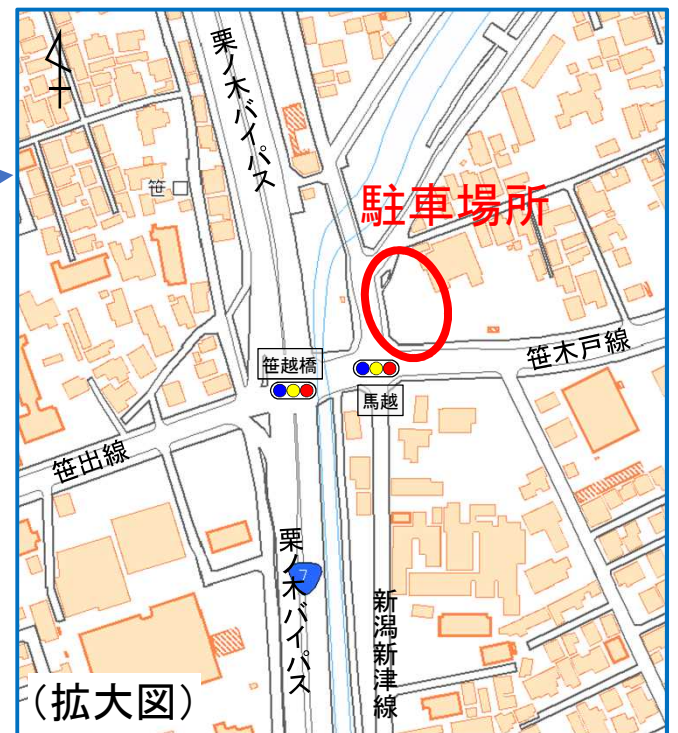 栗ノ木バイパス
笹
駐車場所
笹木戸線
笹越橋
馬越
笹出線
栗ノ木バイパス
7
新潟新津線
（拡大図）